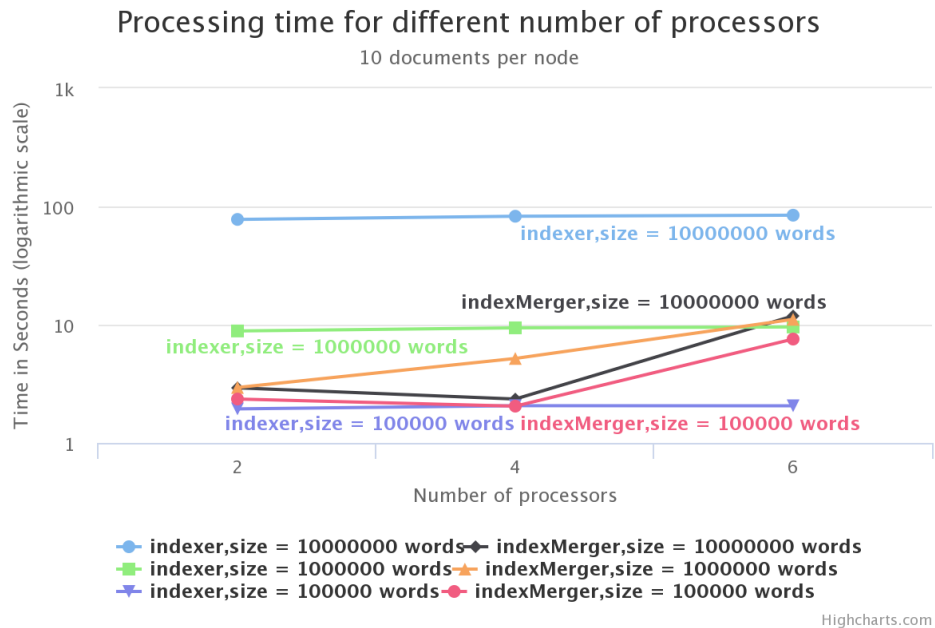 Processing time for different number of processors
10 documents per node
Time in Seconds (logarithmic scale)
1k
100
10
1
indexer,size = 10000000 words
indexMerger,size = 10000000 words
indexer,size = 1000000 words
indexer,size = 100000 words
indexMerger,size = 100000 words
2 4 6
Number of processors
indexer,size = 10000000 words indexMerger,size = 10000000 words
indexer,size = 1000000 words indexMerger,size = 1000000 words
indexer,size = 100000 words indexMerger,size = 100000 words
Highcharts.com